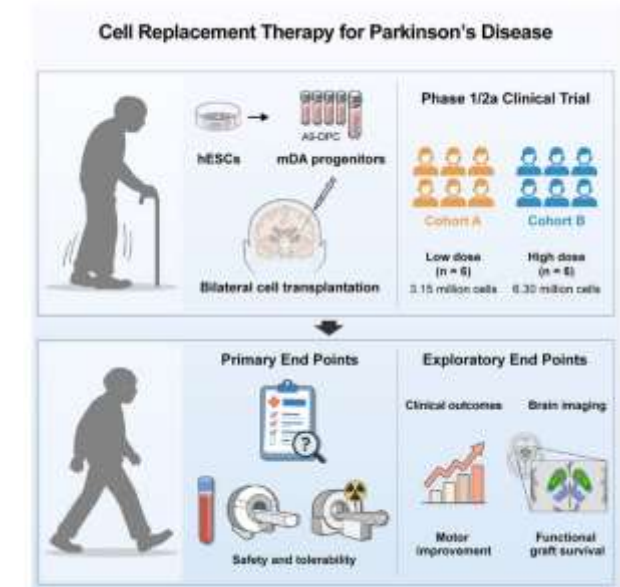 Cell Replacement Therapy for Parkinson's Disease
hESCs
A9-DPC
mDA progenitors
Bilateral cell transplantation
Phase 1/2a Clinical Trial
Cohort A
Cohort B
Low dose
(n = 6)
3.15 million cells
High dose
(n = 6)
6.30 million cells
Primary End Points
?
Safety and tolerability
Exploratory End Points
Clinical outcomes
Brain imaging
Motor
improvement
Functional
graft survival